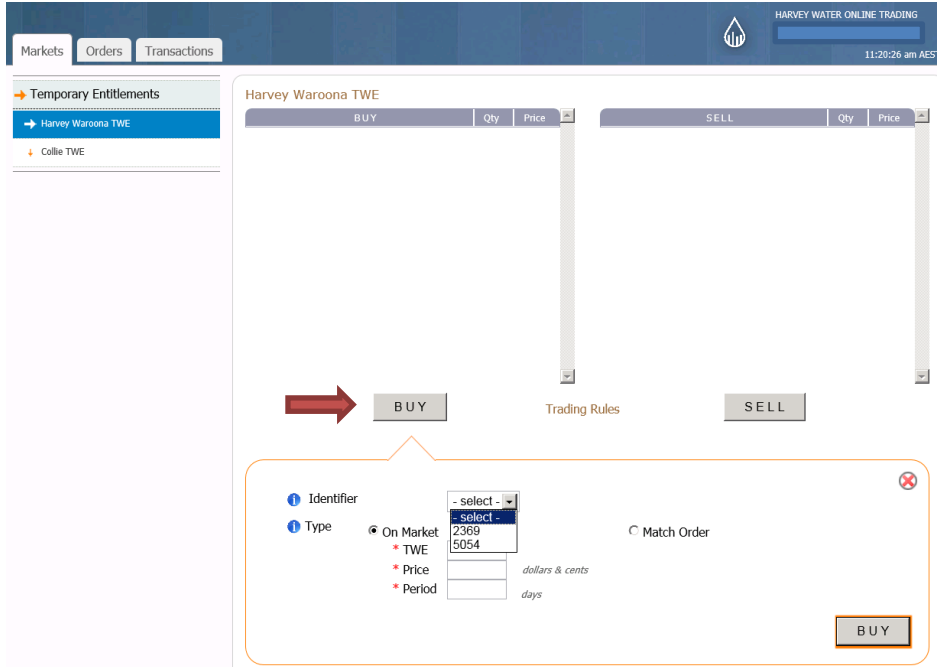 HARVEY WATER ONLINE TRADING
11:20:26 am AEST
Markets Orders Transactions
Temporary Entitlements
Harvey Waroona TWE
Collie TWE
Harvey Waroona TWE
BUY Qty Price SELL Qty Price
BUY Trading Rules SELL
i Identifier - select -
- select -
2369
5054
i Type On Market Match Order
* TWE
* Price dollars & cents
* Period days
BUY